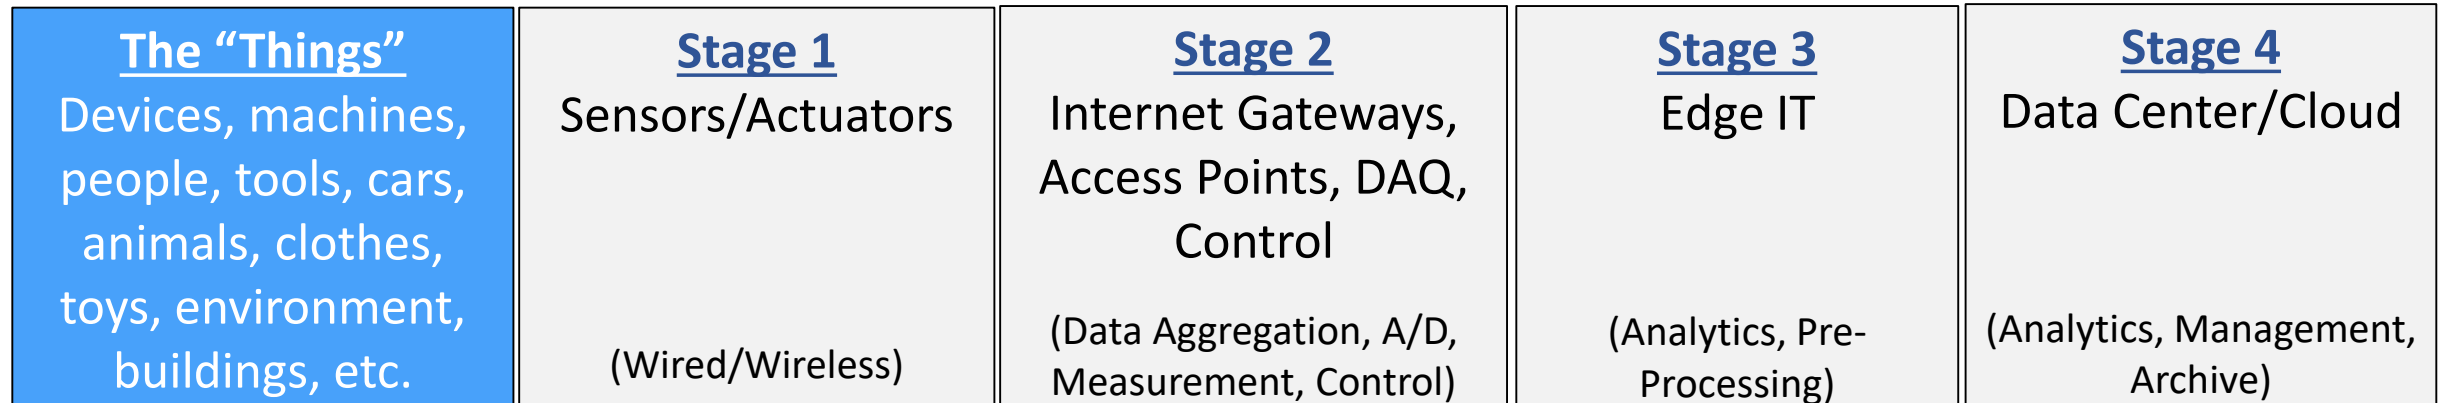 The “Things”
Devices, machines,
people, tools, cars,
animals, clothes,
toys, environment,
buildings, etc.
Stage 1
Sensors/Actuators
(Wired/Wireless)
Stage 2
Internet Gateways,
Access Points, DAQ,
Control
(Data Aggregation, A/D,
Measurement, Control)
Stage 3
Edge IT
(Analytics, Pre-
Processing)
Stage 4
Data Center/Cloud
(Analytics, Management,
Archive)